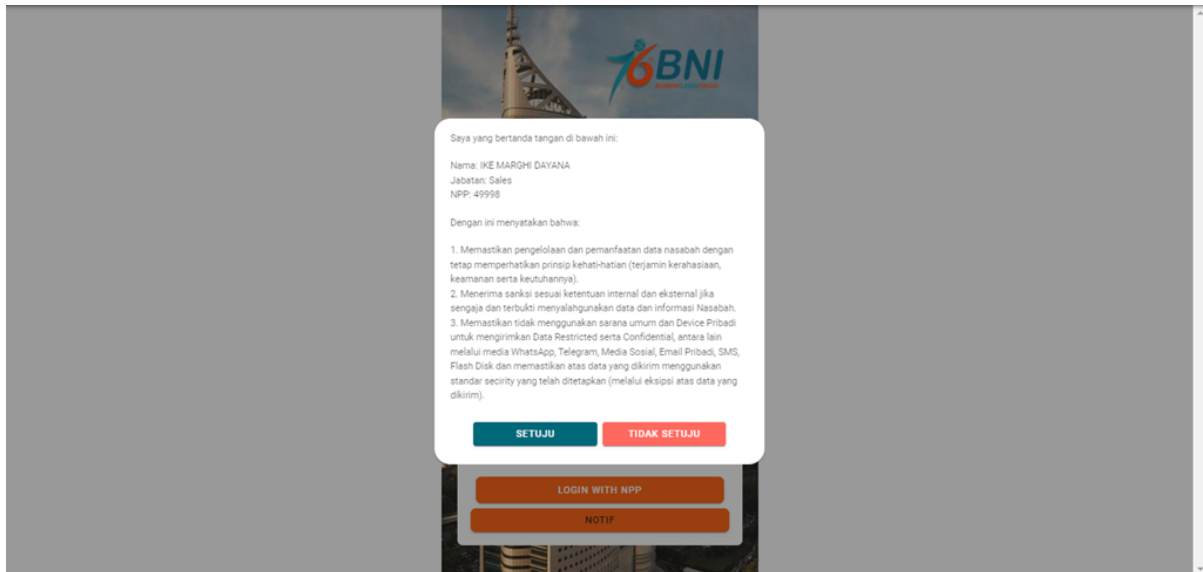 76 BNI
Saya yang bertanda tangan di bawah ini:
Nama: IKE MARGHI DAYANA
Jabatan: Sales
NPP: 49998
Dengan ini menyatakan bahwa:
1. Memastikan pengelolaan dan pemanfaatan data nasabah dengan
tetap memperhatikan prinsip kehati-hatian (terjamin kerahasiaan,
keamanan serta keutuhannya).
2. Menerima sanksi sesuai ketentuan internal dan eksternal jika
sengaja dan terbukti menyalahgunakan data dan informasi Nasabah.
3. Memastikan tidak menggunakan sarana umum dan Device Pribadi
untuk mengirimkan Data Restricted serta Confidential, antara lain
melalui media WhatsApp, Telegram, Media Sosial, Email Pribadi, SMS,
Flash Disk dan memastikan atas data yang dikirim menggunakan
standar secirity yang telah ditetapkan (melalui eksipsi atas data yang
dikirim).
SETUJU TIDAK SETUJU
LOGIN WITH NPP
NOTIF